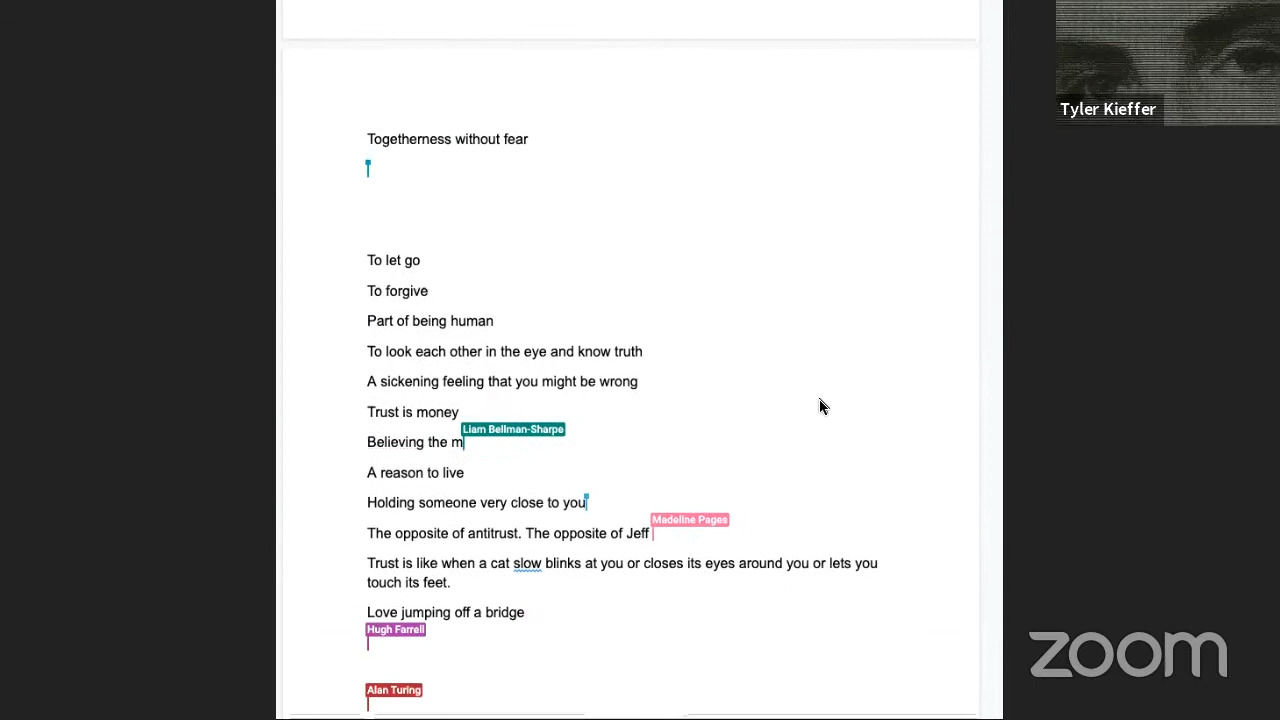 Tyler Kieffer
Togetherness without fear
To let go
To forgive
Part of being human
To look each other in the eye and know truth
A sickening feeling that you might be wrong
Trust is money
Liam Bellman-Sharpe
Believing the m
A reason to live
Holding someone very close to you
Madeline Pages
The opposite of antitrust. The opposite of Jeff
Trust is like when a cat slow blinks at you or closes its eyes around you or lets you
touch its feet.
Love jumping off a bridge
Hugh Farrell
Alan Turing
zoom